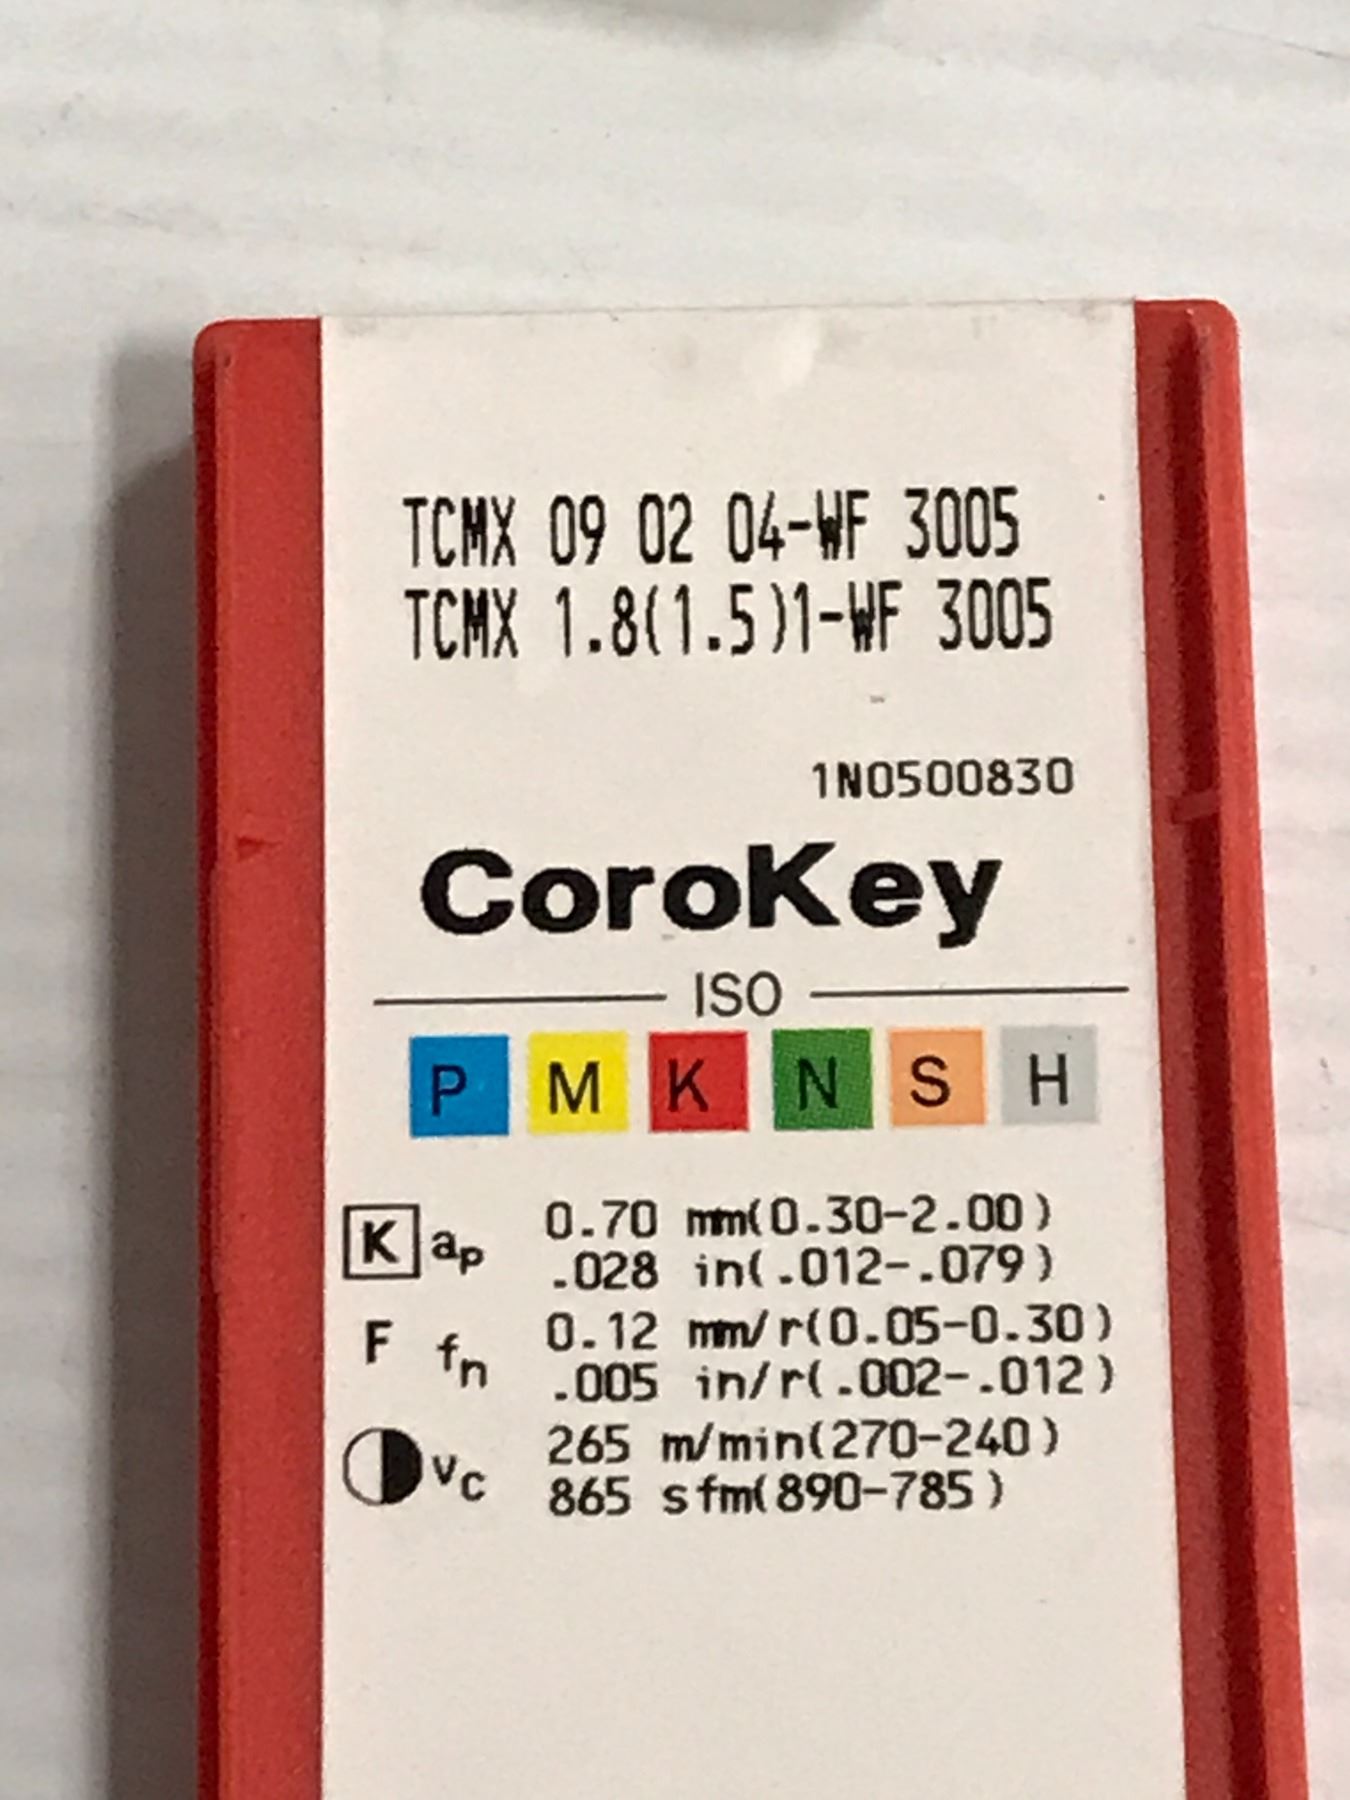 TCMX 09 02 04-WF 3005
TCMX 1.8(1.5)1-WF 3005
1N0500830
CoroKey
ISO
P M K N S H
K ap 0.70 mm(0.30-2.00)
.028 in(.012-.079)
F fn 0.12 mm/r(0.05-0.30)
.005 in/r(.002-.012)
vc 265 m/min(270-240)
865 sfm(890-785)